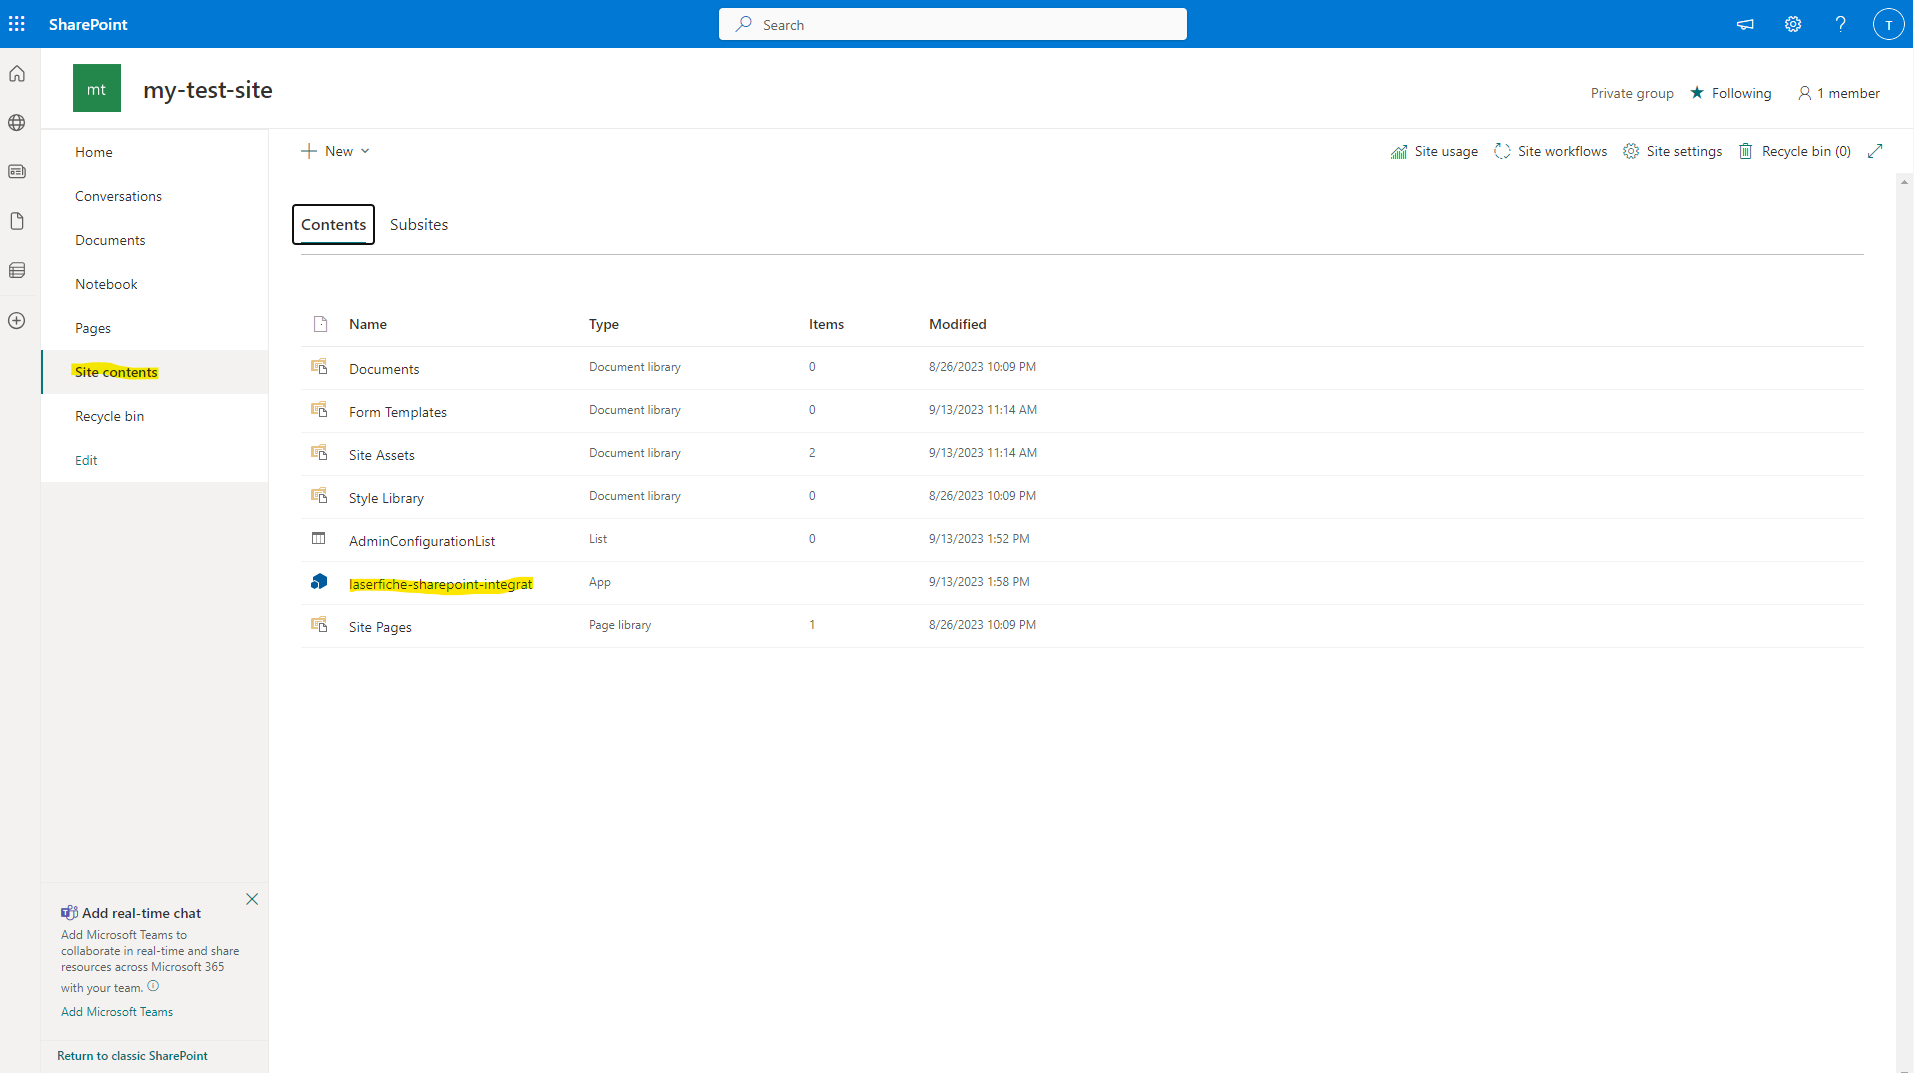 SharePoint
Search
T
mt
my-test-site
Private group
Following
1 member
Home
Conversations
Documents
Notebook
Pages
Site contents
Recycle bin
Edit
New
Site usage
Site workflows
Site settings
Recycle bin (0)
Contents
Subsites
Name Type Items Modified
Documents Document library 0 8/26/2023 10:09 PM
Form Templates Document library 0 9/13/2023 11:14 AM
Site Assets Document library 2 9/13/2023 11:14 AM
Style Library Document library 0 8/26/2023 10:09 PM
AdminConfigurationList List 0 9/13/2023 1:52 PM
laserfiche-sharepoint-integrat App 9/13/2023 1:58 PM
Site Pages Page library 1 8/26/2023 10:09 PM
Add real-time chat
Add Microsoft Teams to
collaborate in real-time and share
resources across Microsoft 365
with your team.
Add Microsoft Teams
Return to classic SharePoint